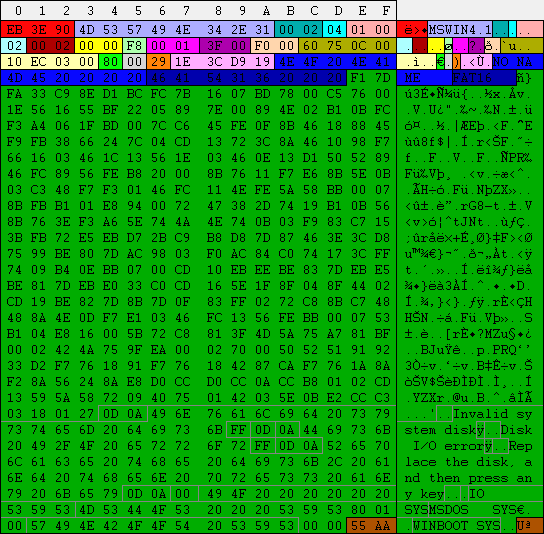 0 1 2 3 4 5 6 7 8 9 A B C D E F 0123456789ABCDEF
EB 3E 90 4D 53 57 49 4E 34 2E 31 00 02 04 01 00 ë>♦MSWIN4.1.....
02 00 02 00 00 F8 00 01 3F 00 F0 00 60 75 0C 00 .....ø..?.ð.`u..
10 EC 03 00 80 00 29 1E 3C D9 19 4E 4F 20 4E 41 .ì..€.).<Ù.NO NA
4D 45 20 20 20 20 46 41 54 31 36 20 20 20 F1 7D ME    FAT16   ñ}
FA 33 C9 8E D1 BC FC 7B 16 07 BD 78 00 C5 76 00 ú3É♦Ñ¼ü{..½x.Åv.
1E 56 16 55 BF 22 05 89 7E 00 89 4E 02 B1 0B FC .V.U¿".‰~.‰N.±.ü
F3 A4 06 1F BD 00 7C C6 45 FE 0F 8B 46 18 88 45 ó¤..½.|ÆEþ.‹F.ˆE
F9 FB 38 66 24 7C 04 CD 13 72 3C 8A 46 10 98 F7 ùû8f$|.Í.r<ŠF.˜÷
66 16 03 46 1C 13 56 1E 03 46 0E 13 D1 50 52 89 f..F..V..F..ÑPR‰
46 FC 89 56 FE B8 20 00 8B 76 11 F7 E6 8B 5E 0B Fü‰Vþ¸ .‹v.÷æ‹^.
03 C3 48 F7 F3 01 46 FC 11 4E FE 5A 58 BB 00 07 .ÃH÷ó.Fü.NþZX»..
8B FB B1 01 E8 94 00 72 47 38 2D 74 19 B1 0B 56 ‹û±.è”.rG8-t.±.V
8B 76 3E F3 A6 5E 74 4A 4E 74 0B 03 F9 83 C7 15 ‹v>ó¦^tJNt..ùƒÇ.
3B FB 72 E5 EB D7 2B C9 B8 D8 7D 87 46 3E 3C D8 ;ûråë×+É¸Ø}‡F><Ø
75 99 BE 80 7D AC 98 03 F0 AC 84 C0 74 17 3C FF u™¾€}¬˜.ð¬„Àt.<ÿ
74 09 B4 0E BB 07 00 CD 10 EB EE BE 83 7D EB E5 t.´.»..Í.ëî¾ƒ}ëå
BE 81 7D EB E0 33 C0 CD 16 5E 1F 8F 04 8F 44 02 ¾♦}ëà3ÀÍ.^.♦.♦D.
CD 19 BE 82 7D 8B 7D 0F 83 FF 02 72 C8 8B C7 48 Í.¾‚}‹}.ƒÿ.rÈ‹ÇH
48 8A 4E 0D F7 E1 03 46 FC 13 56 FE BB 00 07 53 HŠN.÷á.Fü.Vþ»..S
B1 04 E8 16 00 5B 72 C8 81 3F 4D 5A 75 A7 81 BF ±.è..[rÈ♦?MZu§♦¿
00 02 42 4A 75 9F EA 00 02 70 00 50 52 51 91 92 ..BJuŸê..p.PRQ‘’
33 D2 F7 76 18 91 F7 76 18 42 87 CA F7 76 1A 8A 3Ò÷v.‘÷v.B‡Ê÷v.Š
F2 8A 56 24 8A E8 D0 CC D0 CC 0A CC B8 01 02 CD òŠV$ŠèÐÌÐÌ.Ì¸..Í
13 59 5A 58 72 09 40 75 01 42 03 5E 0B E2 CC C3 .YZXr.@u.B.^.âÌÃ
03 18 01 27 0D 0A 49 6E 76 61 6C 69 64 20 73 79 ...'..Invalid sy
73 74 65 6D 20 64 69 73 6B FF 0D 0A 44 69 73 6B stem diskÿ..Disk
20 49 2F 4F 20 65 72 72 6F 72 FF 0D 0A 52 65 70  I/O errorÿ..Rep
6C 61 63 65 20 74 68 65 20 64 69 73 6B 2C 20 61 lace the disk, a
6E 64 20 74 68 65 6E 20 70 72 65 73 73 20 61 6E nd then press an
79 20 6B 65 79 0D 0A 00 49 4F 20 20 20 20 20 20 y key...IO
53 59 53 4D 53 44 4F 53 20 20 20 53 59 53 80 01 SYSMSDOS   SYS€.
00 57 49 4E 42 4F 4F 54 20 53 59 53 00 00 55 AA .WINBOOT SYS..Uª